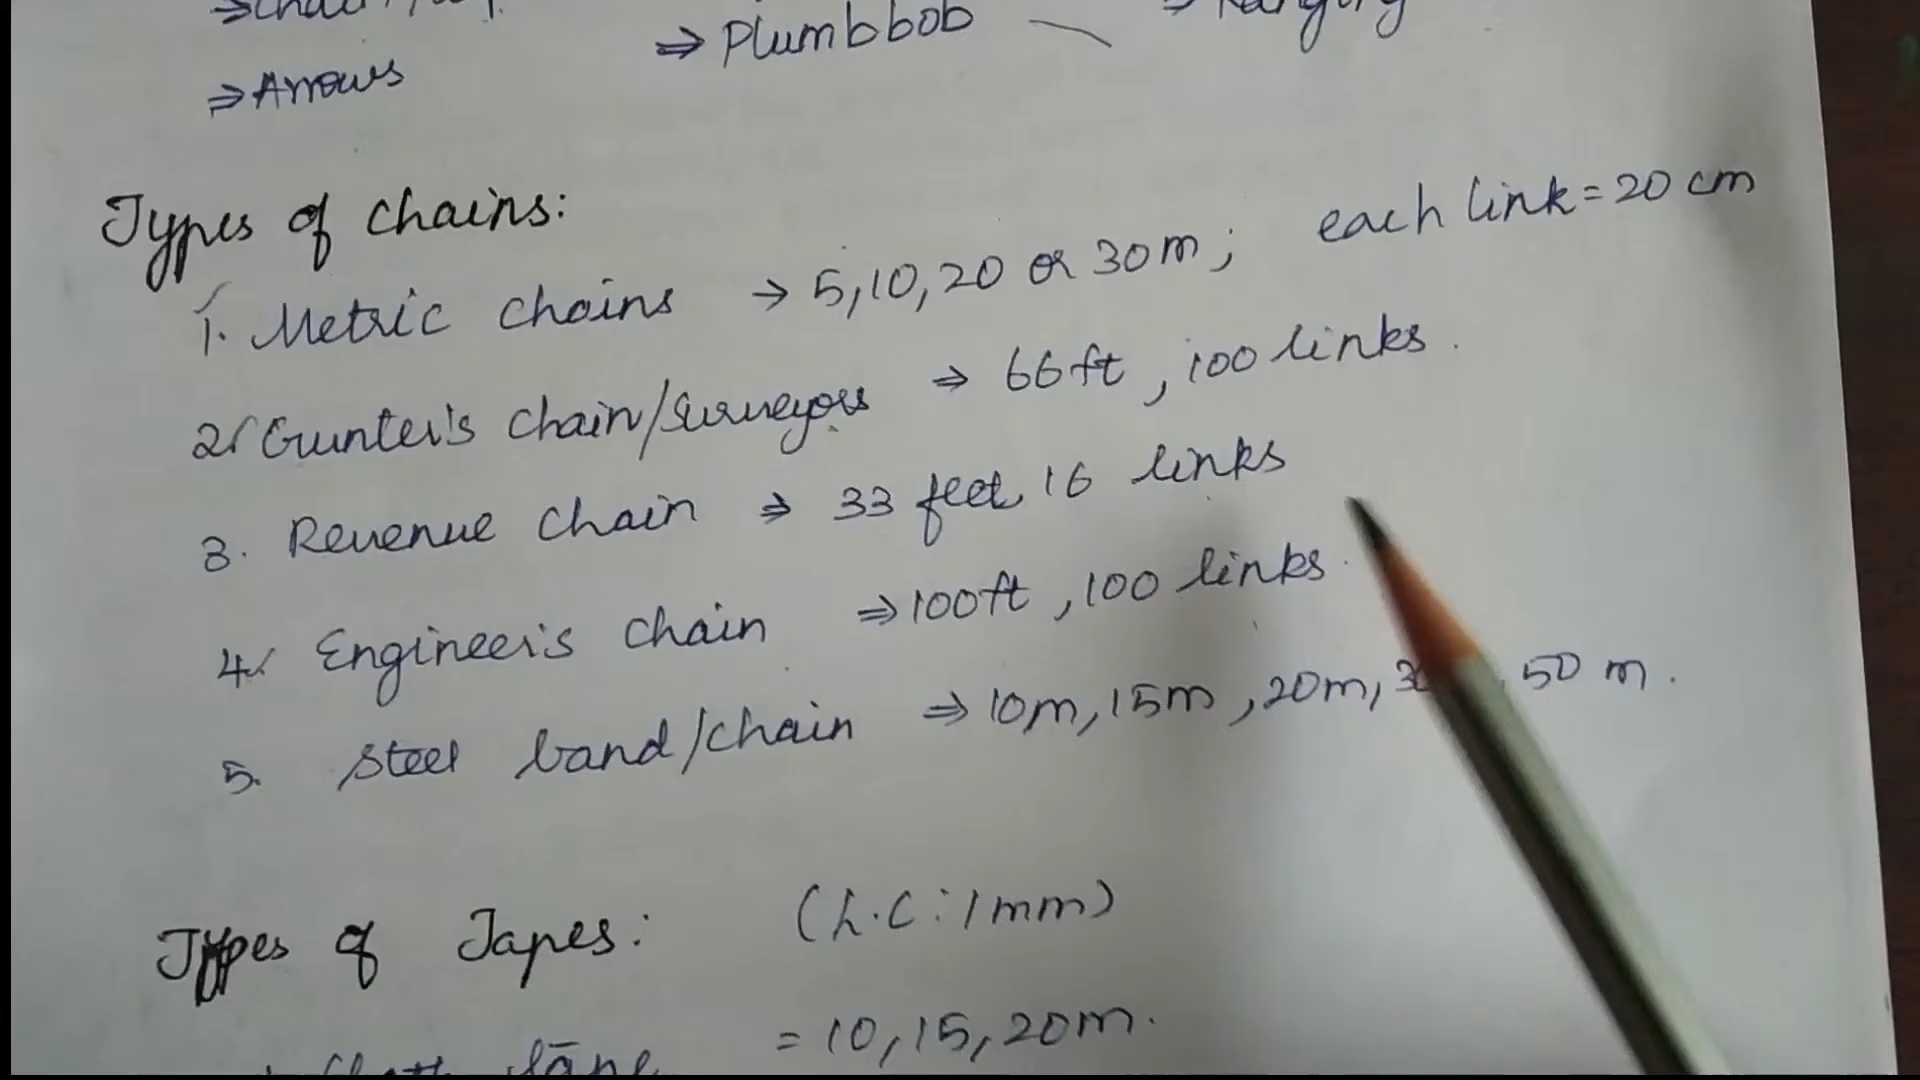 ⇒ Plumbbob
⇒ Arrows
Types of chains:
1. Metric chains → 5,10,20 or 30m; each link = 20 cm
2. Gunter's chain/surveyors ⇒ 66ft, 100 links.
3. Revenue chain ⇒ 33 feet, 16 links
4. Engineer's chain ⇒ 100ft, 100 links.
5. Steel band/chain ⇒ 10m, 15m, 20m, 50 m.
Types of Tapes: (L.C:1mm)
= 10, 15, 20m.